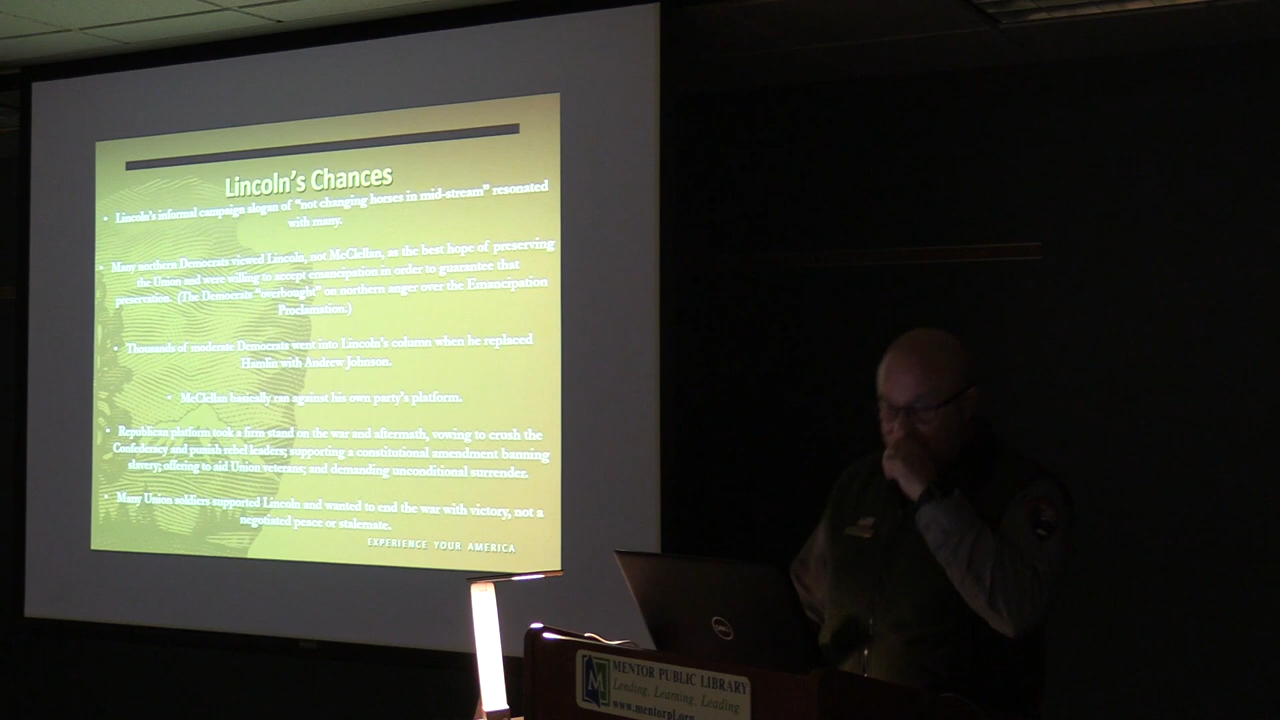 Lincoln's Chances
• Lincoln's informal campaign slogan of "not changing horses in mid-stream" resonated
with many.
• Many northern Democrats viewed Lincoln, not McClellan, as the best hope of preserving
the Union and were willing to accept emancipation in order to guarantee that
preservation. (The Democrats "overbought" on northern anger over the Emancipation
Proclamation.)
• Thousands of moderate Democrats went into Lincoln's column when he replaced
Hamlin with Andrew Johnson.
• McClellan basically ran against his own party's platform.
• Republican platform took a firm stand on the war and aftermath, vowing to crush the
Confederacy and punish rebel leaders; supporting a constitutional amendment banning
slavery; offering to aid Union veterans; and demanding unconditional surrender.
• Many Union soldiers supported Lincoln and wanted to end the war with victory, not a
negotiated peace or stalemate.
EXPERIENCE YOUR AMERICA
DELL
M
MENTOR PUBLIC LIBRARY
Lending, Learning, Leading
www.mentorpl.org